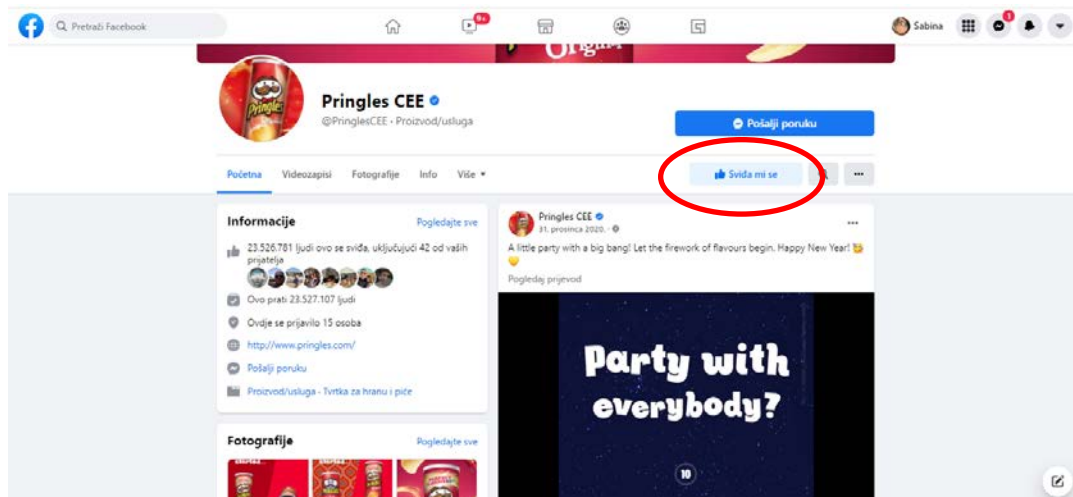 Pretraži Facebook
9+
Sabina
1
Original
Pringles
Pringles CEE
@PringlesCEE · Proizvod/usluga
Pošalji poruku
Početna Videozapisi Fotografije Info Više
Sviđa mi se
Informacije Pogledajte sve
23.526.781 ljudi ovo se sviđa, uključujući 42 od vaših
prijatelja
Ovo prati 23.527.107 ljudi
Ovdje se prijavilo 15 osoba
http://www.pringles.com/
Pošalji poruku
Proizvod/usluga · Tvrtka za hranu i piće
Fotografije Pogledajte sve
Pringles CEE
31. prosinca 2020. ·
A little party with a big bang! Let the firework of flavours begin. Happy New Year!
Pogledaj prijevod
Party with
everybody?
10